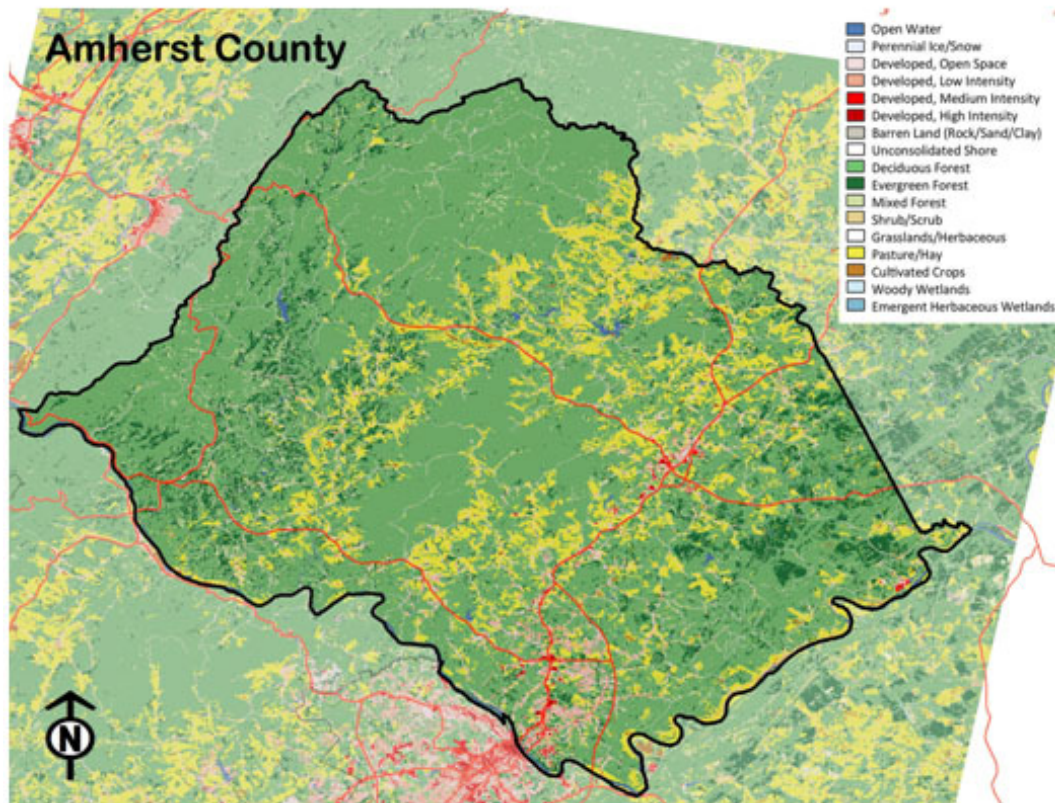 Amherst County
Open Water
Perennial Ice/Snow
Developed, Open Space
Developed, Low Intensity
Developed, Medium Intensity
Developed, High Intensity
Barren Land (Rock/Sand/Clay)
Unconsolidated Shore
Deciduous Forest
Evergreen Forest
Mixed Forest
Shrub/Scrub
Grasslands/Herbaceous
Pasture/Hay
Cultivated Crops
Woody Wetlands
Emergent Herbaceous Wetlands
N